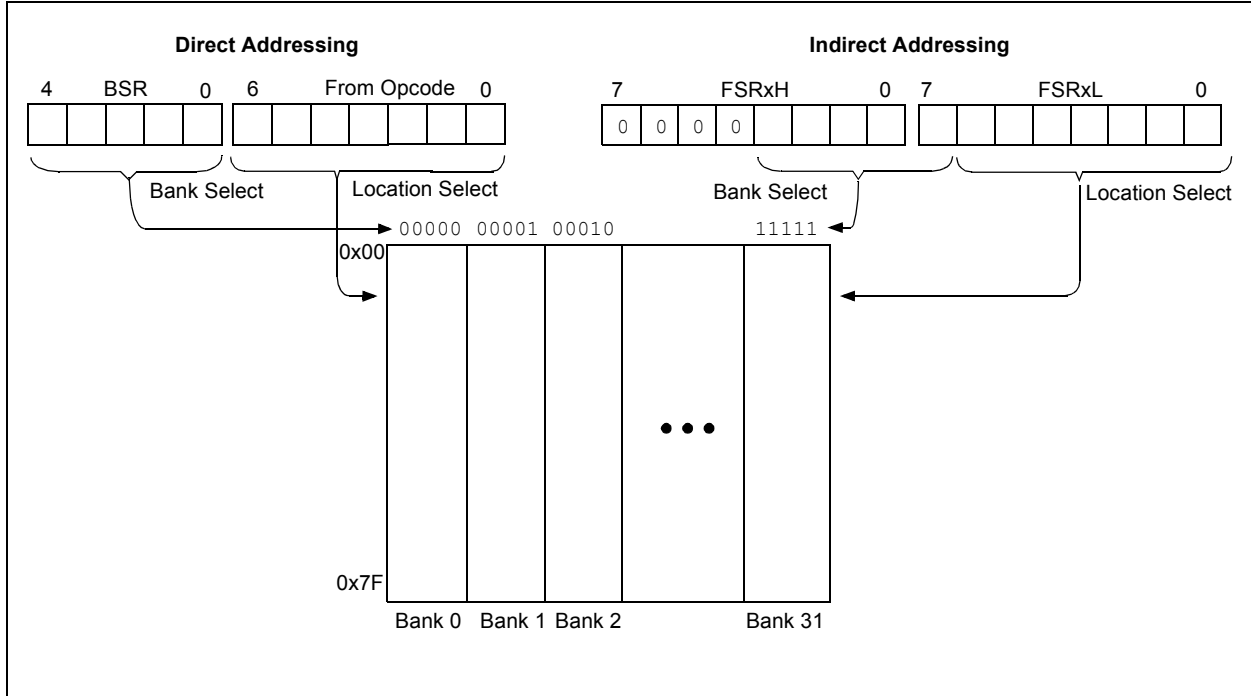 Direct Addressing
Indirect Addressing
4 BSR 0 6 From Opcode 0
7 FSRxH 0 7 FSRxL 0
0 0 0 0
Bank Select
Location Select
Bank Select
Location Select
00000 00001 00010 11111
0x00
0x7F
Bank 0 Bank 1 Bank 2 Bank 31